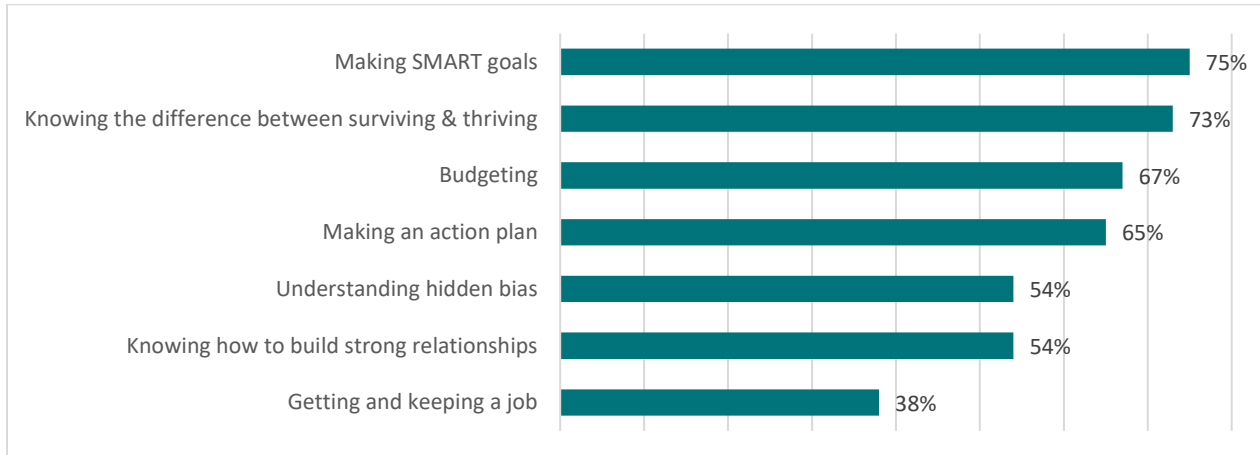 Making SMART goals 75%
Knowing the difference between surviving & thriving 73%
Budgeting 67%
Making an action plan 65%
Understanding hidden bias 54%
Knowing how to build strong relationships 54%
Getting and keeping a job 38%